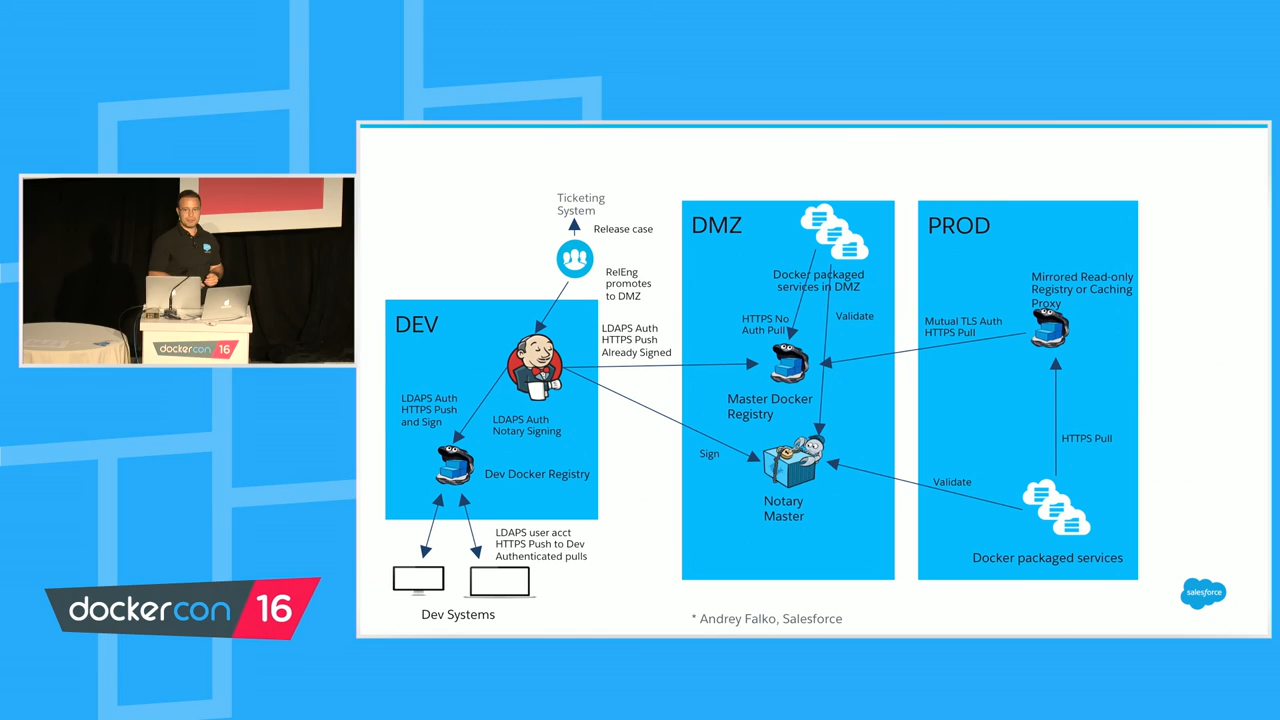 Ticketing
System
Release case
RelEng
promotes
to DMZ
DEV
LDAPS Auth
HTTPS Push
Already Signed
LDAPS Auth
HTTPS Push
and Sign
LDAPS Auth
Notary Signing
Dev Docker Registry
LDAPS user acct
HTTPS Push to Dev
Authenticated pulls
Dev Systems
DMZ
Docker packaged
services in DMZ
HTTPS No
Auth Pull
Validate
Master Docker
Registry
Sign
Notary
Master
PROD
Mirrored Read-only
Registry or Caching
Proxy
Mutual TLS Auth
HTTPS Pull
HTTPS Pull
Validate
Docker packaged services
* Andrey Falko, Salesforce
salesforce
dockercon 16
dockercon 16